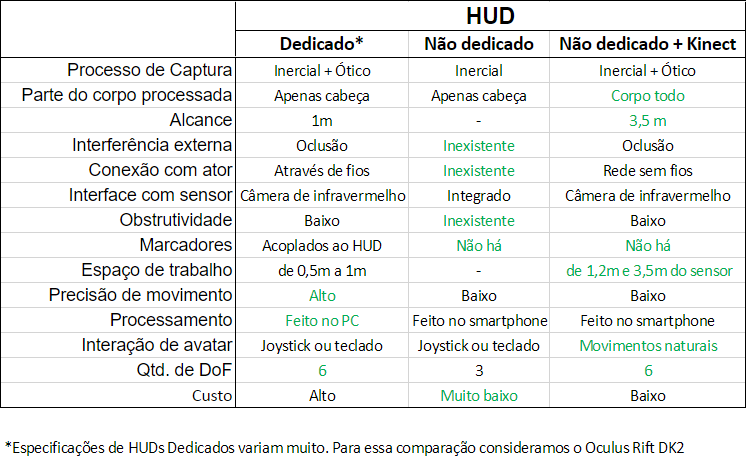 HUD
Dedicado* Não dedicado Não dedicado + Kinect
Processo de Captura Inercial + Ótico Inercial Inercial + Ótico
Parte do corpo processada Apenas cabeça Apenas cabeça Corpo todo
Alcance 1m - 3,5 m
Interferência externa Oclusão Inexistente Oclusão
Conexão com ator Através de fios Inexistente Rede sem fios
Interface com sensor Câmera de infravermelho Integrado Câmera de infravermelho
Obstrutividade Baixo Inexistente Baixo
Marcadores Acoplados ao HUD Não há Não há
Espaço de trabalho de 0,5m a 1m - de 1,2m e 3,5m do sensor
Precisão de movimento Alto Baixo Baixo
Processamento Feito no PC Feito no smartphone Feito no smartphone
Interação de avatar Joystick ou teclado Joystick ou teclado Movimentos naturais
Qtd. de DoF 6 3 6
Custo Alto Muito baixo Baixo
*Especificações de HUDs Dedicados variam muito. Para essa comparação consideramos o Oculus Rift DK2